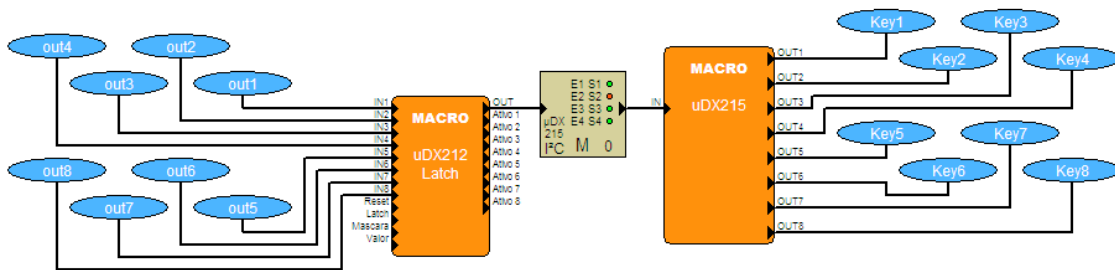 out4
out2
out3
out1
out8
out6
out7
out5
IN1
IN2
IN3
IN4
IN5
IN6
IN7
IN8
Reset
Latch
Mascara
Valor
MACRO
uDX212
Latch
OUT
Ativo 1
Ativo 2
Ativo 3
Ativo 4
Ativo 5
Ativo 6
Ativo 7
Ativo 8
E1 S1
E2 S2
E3 S3
E4 S4
µDX
215
I²C M 0
IN
MACRO
uDX215
OUT1
OUT2
OUT3
OUT4
OUT5
OUT6
OUT7
OUT8
Key1
Key3
Key2
Key4
Key5
Key7
Key6
Key8